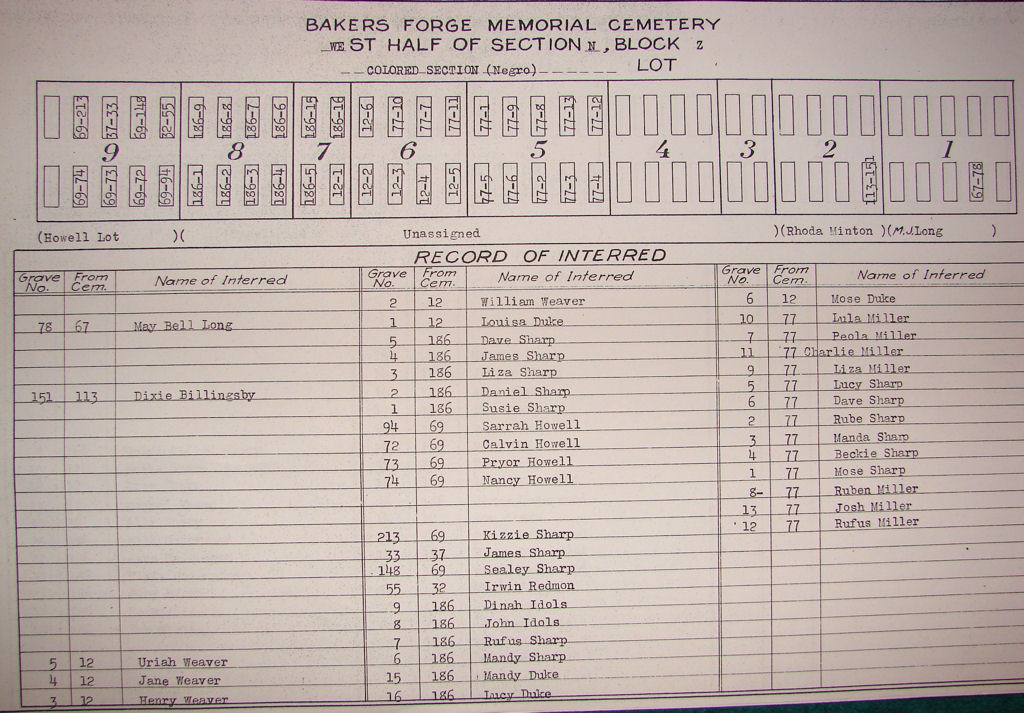 BAKERS FORGE MEMORIAL CEMETERY
WEST HALF OF SECTION N, BLOCK Z
COLORED SECTION (Negro) LOT
69-213 37-33 69-148 32-55 186-9 186-8 186-7 186-6 186-15 186-16 12-6 77-10 77-7 77-11 77-1 77-9 77-8 77-13 77-12
9 8 7 6 5 4 3 2 1
69-74 69-73 69-72 69-94 186-1 186-2 186-3 186-4 186-5 12-1 12-2 12-3 12-4 12-5 77-5 77-6 77-2 77-3 77-4 113-151 67-78
(Howell Lot )( Unassigned )(Rhoda Minton )(M.J.Long )
RECORD OF INTERRED
Grave No. From Cem. Name of Interred
78 67 May Bell Long
151 113 Dixie Billingsby
5 12 Uriah Weaver
4 12 Jane Weaver
3 12 Henry Weaver
Grave No. From Cem. Name of Interred
2 12 William Weaver
1 12 Louisa Duke
5 186 Dave Sharp
4 186 James Sharp
3 186 Liza Sharp
2 186 Daniel Sharp
1 186 Susie Sharp
94 69 Sarrah Howell
72 69 Calvin Howell
73 69 Pryor Howell
74 69 Nancy Howell
213 69 Kizzie Sharp
33 37 James Sharp
148 69 Sealey Sharp
55 32 Irwin Redmon
9 186 Dinah Idols
8 186 John Idols
7 186 Rufus Sharp
6 186 Mandy Sharp
15 186 Mandy Duke
16 186 Lucy Duke
Grave No. From Cem. Name of Interred
6 12 Mose Duke
10 77 Lula Miller
7 77 Peola Miller
11 77 Charlie Miller
9 77 Liza Miller
5 77 Lucy Sharp
6 77 Dave Sharp
2 77 Rube Sharp
3 77 Manda Sharp
4 77 Beckie Sharp
1 77 Mose Sharp
8- 77 Ruben Miller
13 77 Josh Miller
12 77 Rufus Miller